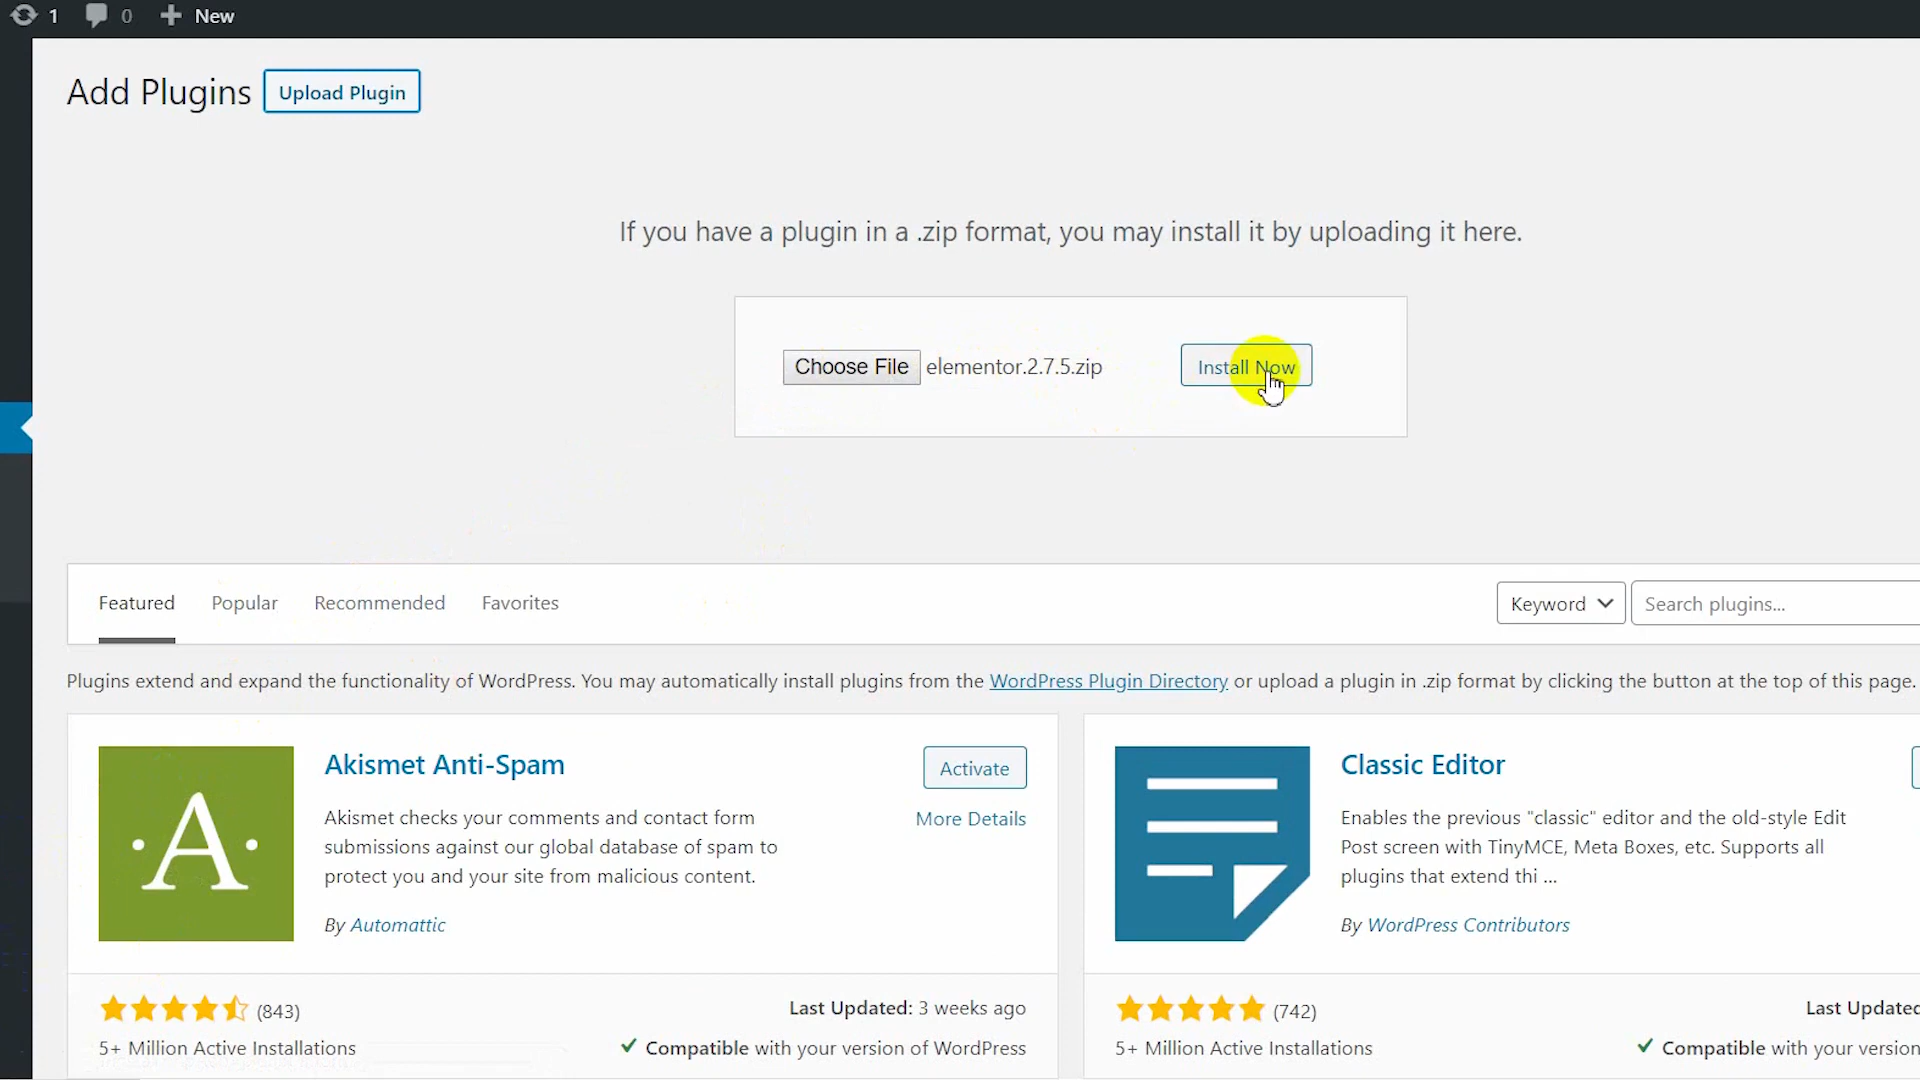 1 0 New
Add Plugins Upload Plugin
If you have a plugin in a .zip format, you may install it by uploading it here.
Choose File elementor.2.7.5.zip Install Now
Featured Popular Recommended Favorites Keyword Search plugins...
Plugins extend and expand the functionality of WordPress. You may automatically install plugins from the WordPress Plugin Directory or upload a plugin in .zip format by clicking the button at the top of this page.
Akismet Anti-Spam
Activate
More Details
Akismet checks your comments and contact form
submissions against our global database of spam to
protect you and your site from malicious content.
By Automattic
A
(843)
Last Updated: 3 weeks ago
5+ Million Active Installations
Compatible with your version of WordPress
Classic Editor
Enables the previous "classic" editor and the old-style Edit
Post screen with TinyMCE, Meta Boxes, etc. Supports all
plugins that extend thi ...
By WordPress Contributors
(742)
Last Updated
5+ Million Active Installations
Compatible with your version